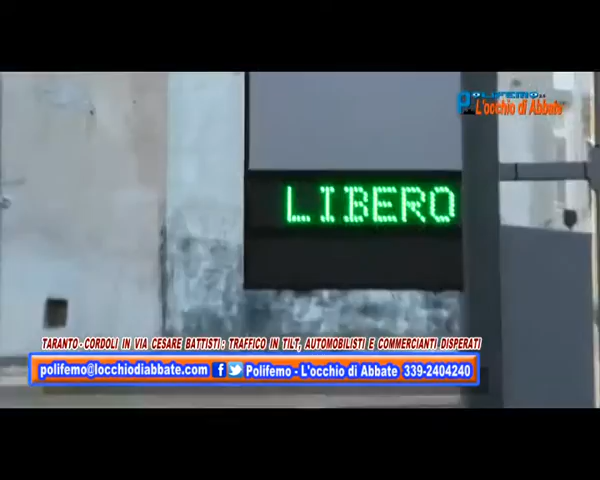 POLIFEMO
L'occhio di Abbate
LIBERO
TARANTO - CORDOLI IN VIA CESARE BATTISTI: TRAFFICO IN TILT, AUTOMOBILISTI E COMMERCIANTI DISPERATI
polifemo@locchiodiabbate.com f Polifemo - L'occhio di Abbate 339-2404240